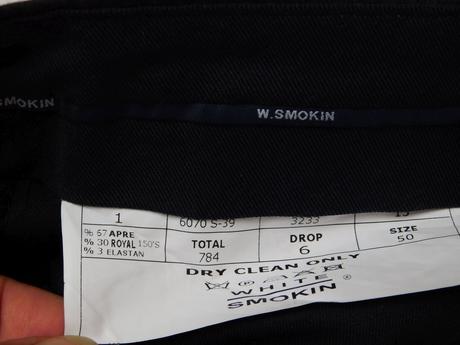 SMOKIN
W.SMOKIN
1 6070 S-39 3233 15
% 67 APRE
% 30 ROYAL 150'S
% 3 ELASTAN
TOTAL
784
DROP
6
SIZE
50
DRY CLEAN ONLY
WHITE
SMOKIN ®